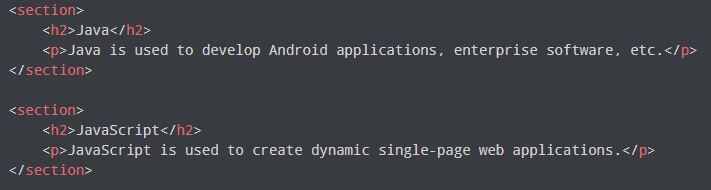 <section>
    <h2>Java</h2>
    <p>Java is used to develop Android applications, enterprise software, etc.</p>
</section>

<section>
    <h2>JavaScript</h2>
    <p>JavaScript is used to create dynamic single-page web applications.</p>
</section>